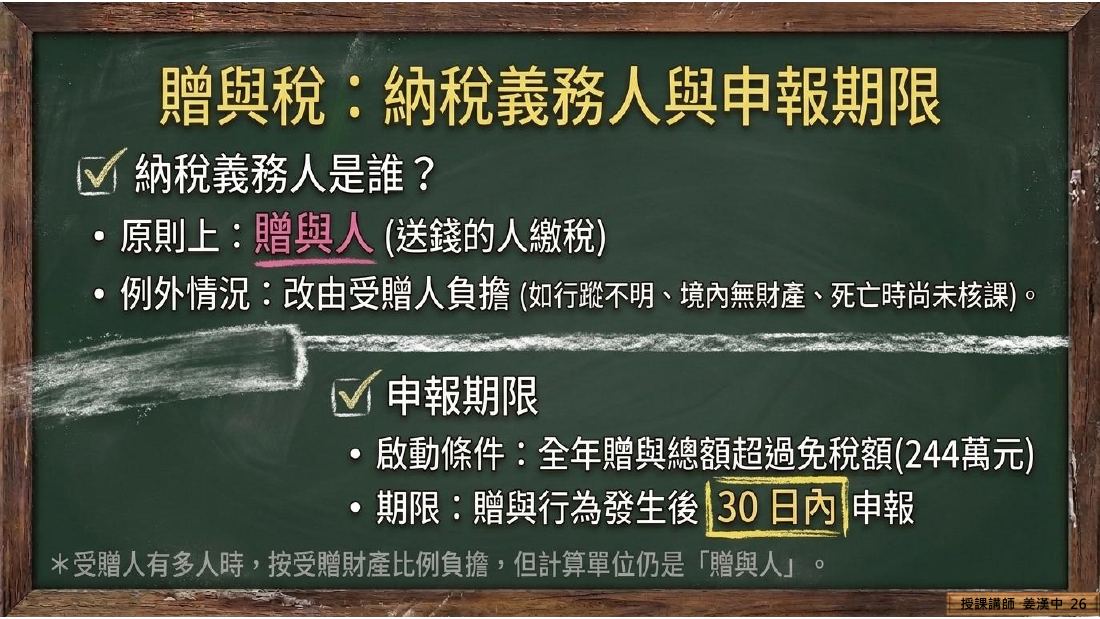 贈與稅：納稅義務人與申報期限
納稅義務人是誰？
• 原則上：贈與人 (送錢的人繳稅)
• 例外情況：改由受贈人負擔 (如行蹤不明、境內無財產、死亡時尚未核課)。
申報期限
• 啟動條件：全年贈與總額超過免稅額(244萬元)
• 期限：贈與行為發生後 30 日內 申報
＊受贈人有多人時，按受贈財產比例負擔，但計算單位仍是「贈與人」。
授課講師 姜漢中 26